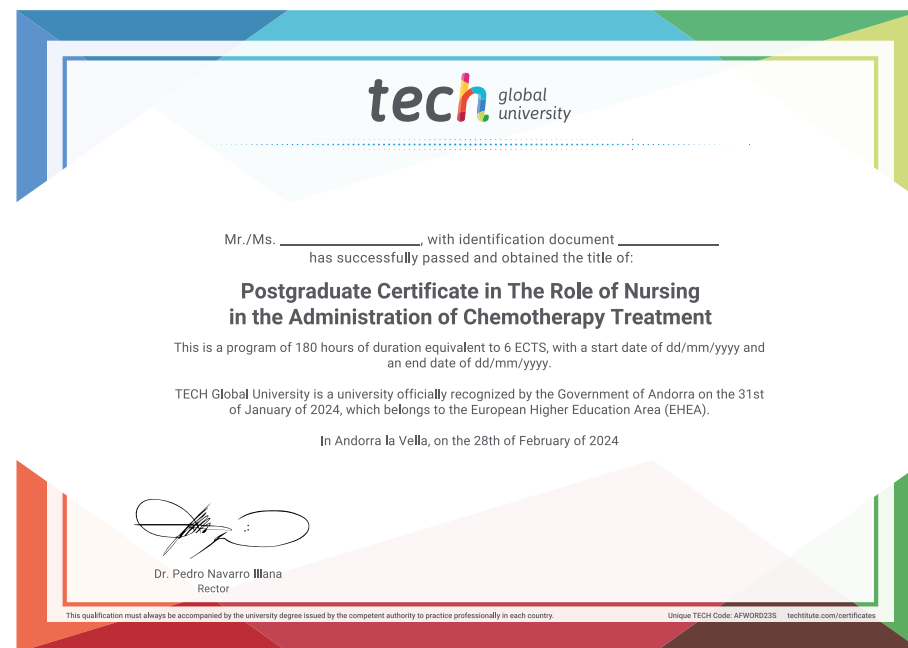 tech global
university
Mr./Ms. ____________________, with identification document ______________
has successfully passed and obtained the title of:
Postgraduate Certificate in The Role of Nursing
in the Administration of Chemotherapy Treatment
This is a program of 180 hours of duration equivalent to 6 ECTS, with a start date of dd/mm/yyyy and
an end date of dd/mm/yyyy.
TECH Global University is a university officially recognized by the Government of Andorra on the 31st
of January of 2024, which belongs to the European Higher Education Area (EHEA).
In Andorra la Vella, on the 28th of February of 2024
Dr. Pedro Navarro Illana
Rector
This qualification must always be accompanied by the university degree issued by the competent authority to practice professionally in each country. Unique TECH Code: AFWORD23S techtitute.com/certificates